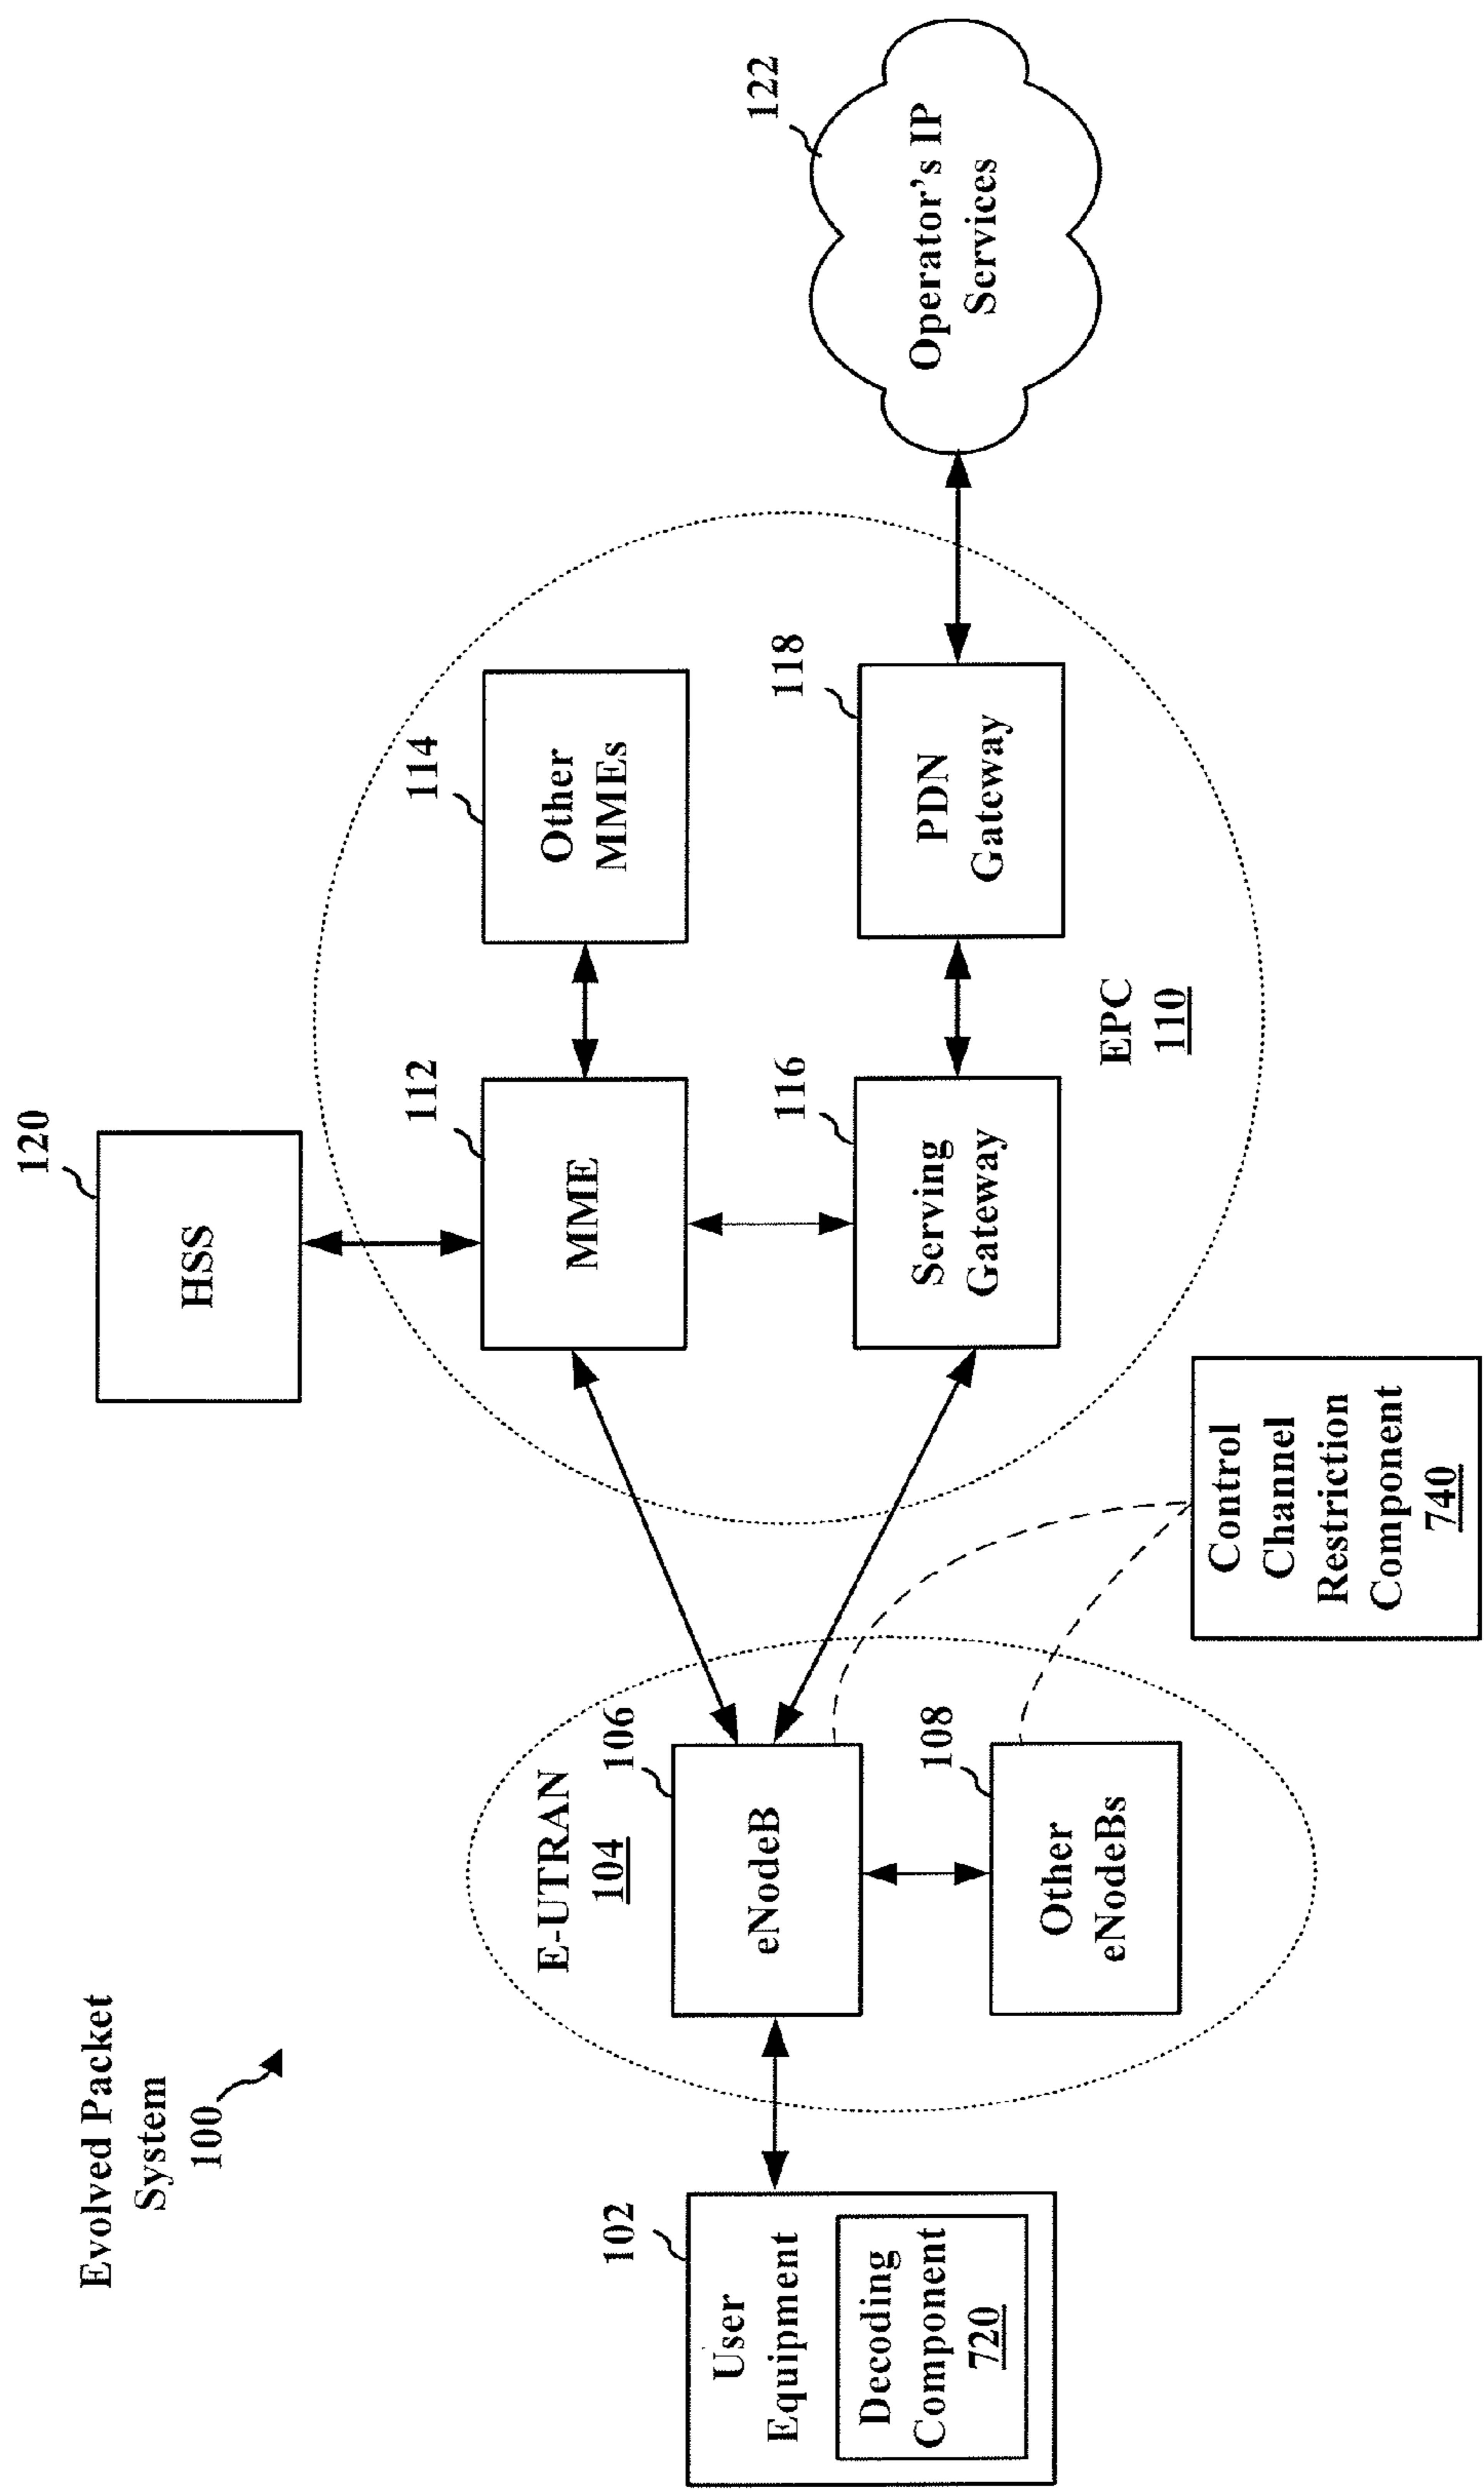 Evolved Packet
System
100
120
HSS
E-UTRAN
104
106
eNodeB
108
Other
eNodeBs
102
User
Equipment
Decoding
Component
720
112
MME
114
Other
MMEs
116
Serving
Gateway
118
PDN
Gateway
EPC
110
122
Operator's IP
Services
Control
Channel
Restriction
Component
740